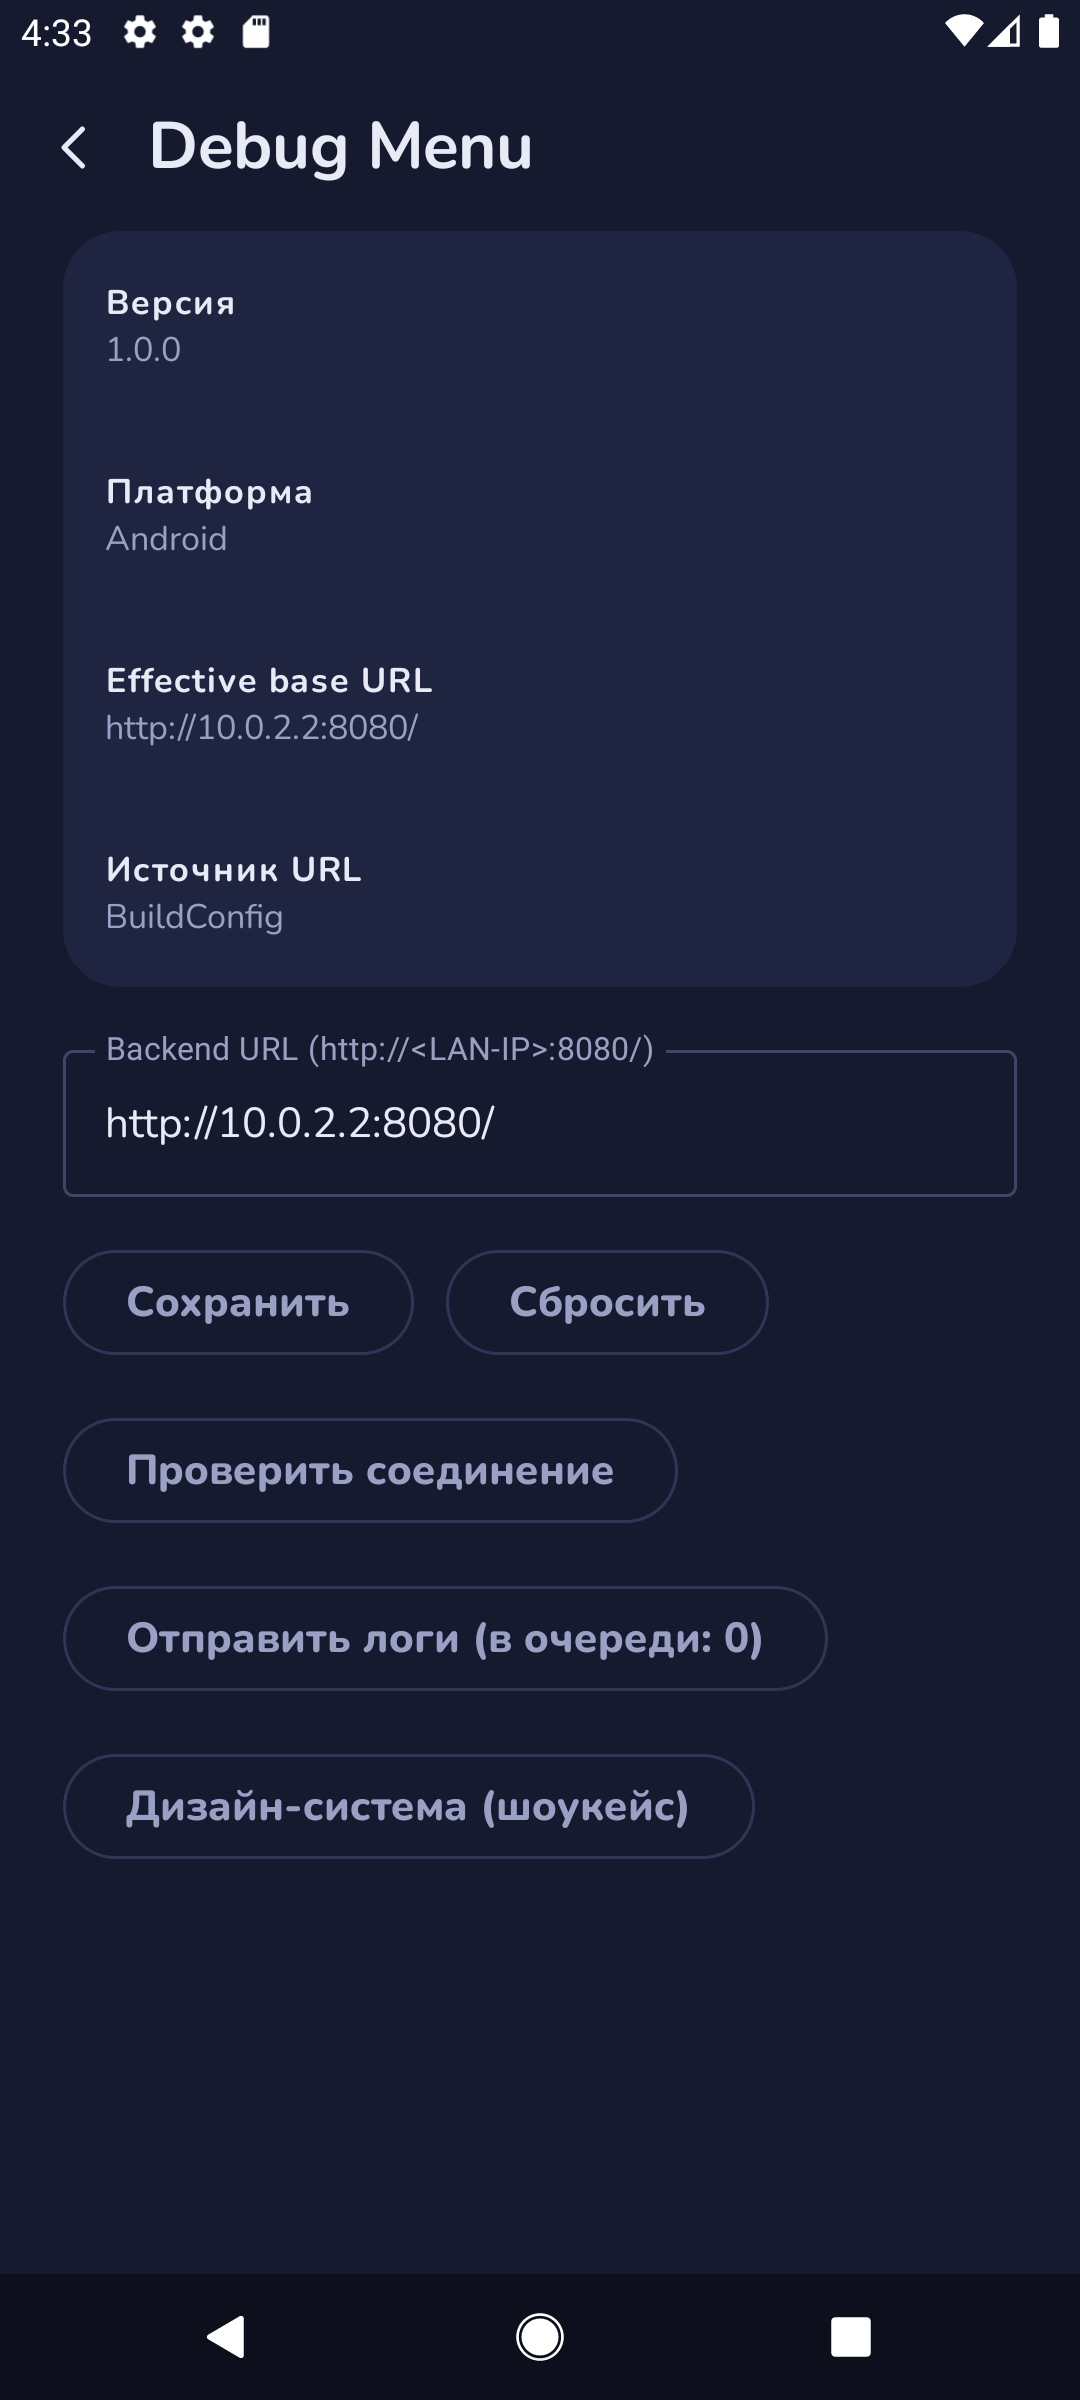 4:33
Debug Menu
Версия
1.0.0
Платформа
Android
Effective base URL
http://10.0.2.2:8080/
Источник URL
BuildConfig
Backend URL (http://<LAN-IP>:8080/)
http://10.0.2.2:8080/
Сохранить
Сбросить
Проверить соединение
Отправить логи (в очереди: 0)
Дизайн-система (шоукейс)